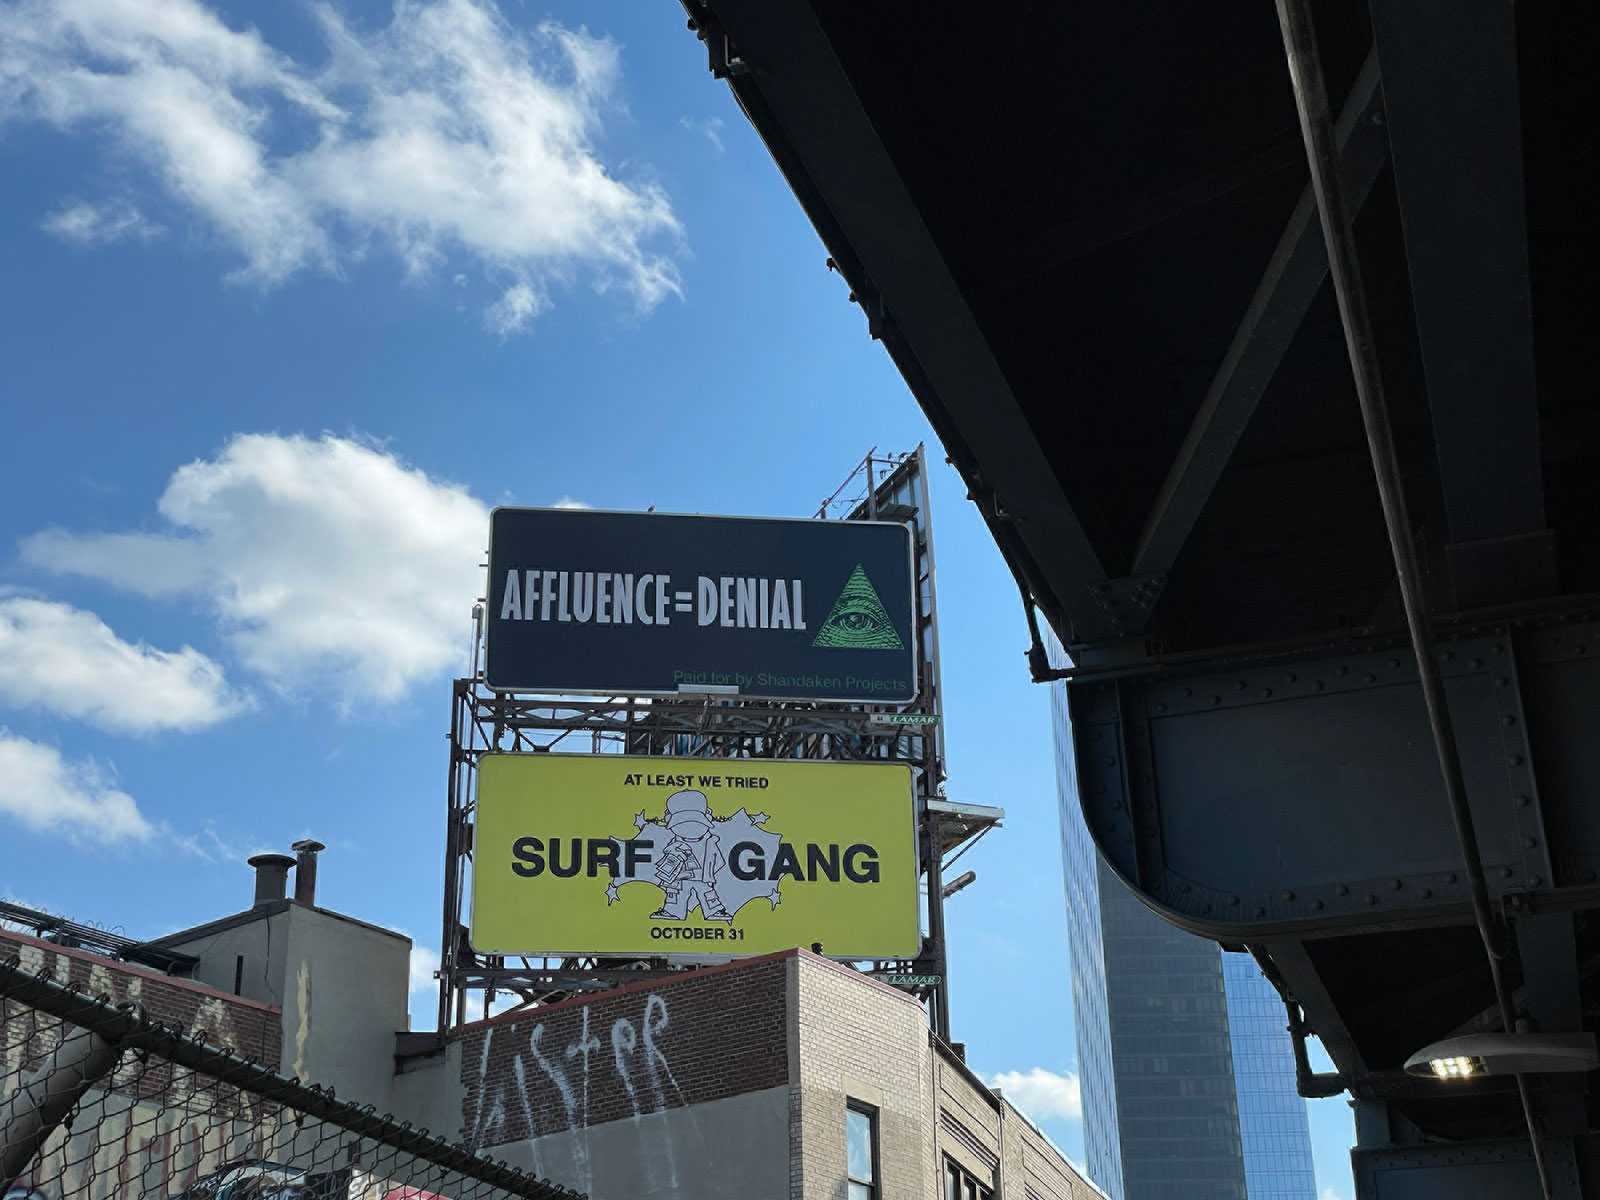 AFFLUENCE=DENIAL
Paid for by Shandaken Projects
LAMAR
AT LEAST WE TRIED
SURF GANG
OCTOBER 31
LAMAR